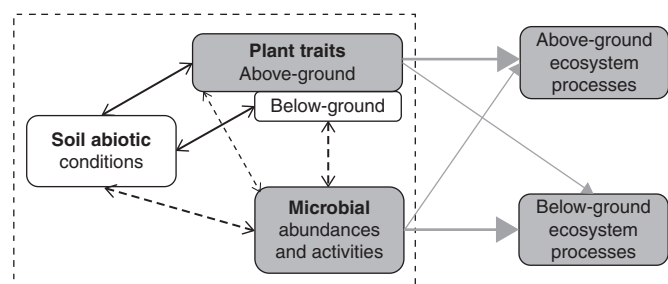 Plant traits
Above-ground
Below-ground
Soil abiotic
conditions
Microbial
abundances
and activities
Above-ground
ecosystem
processes
Below-ground
ecosystem
processes